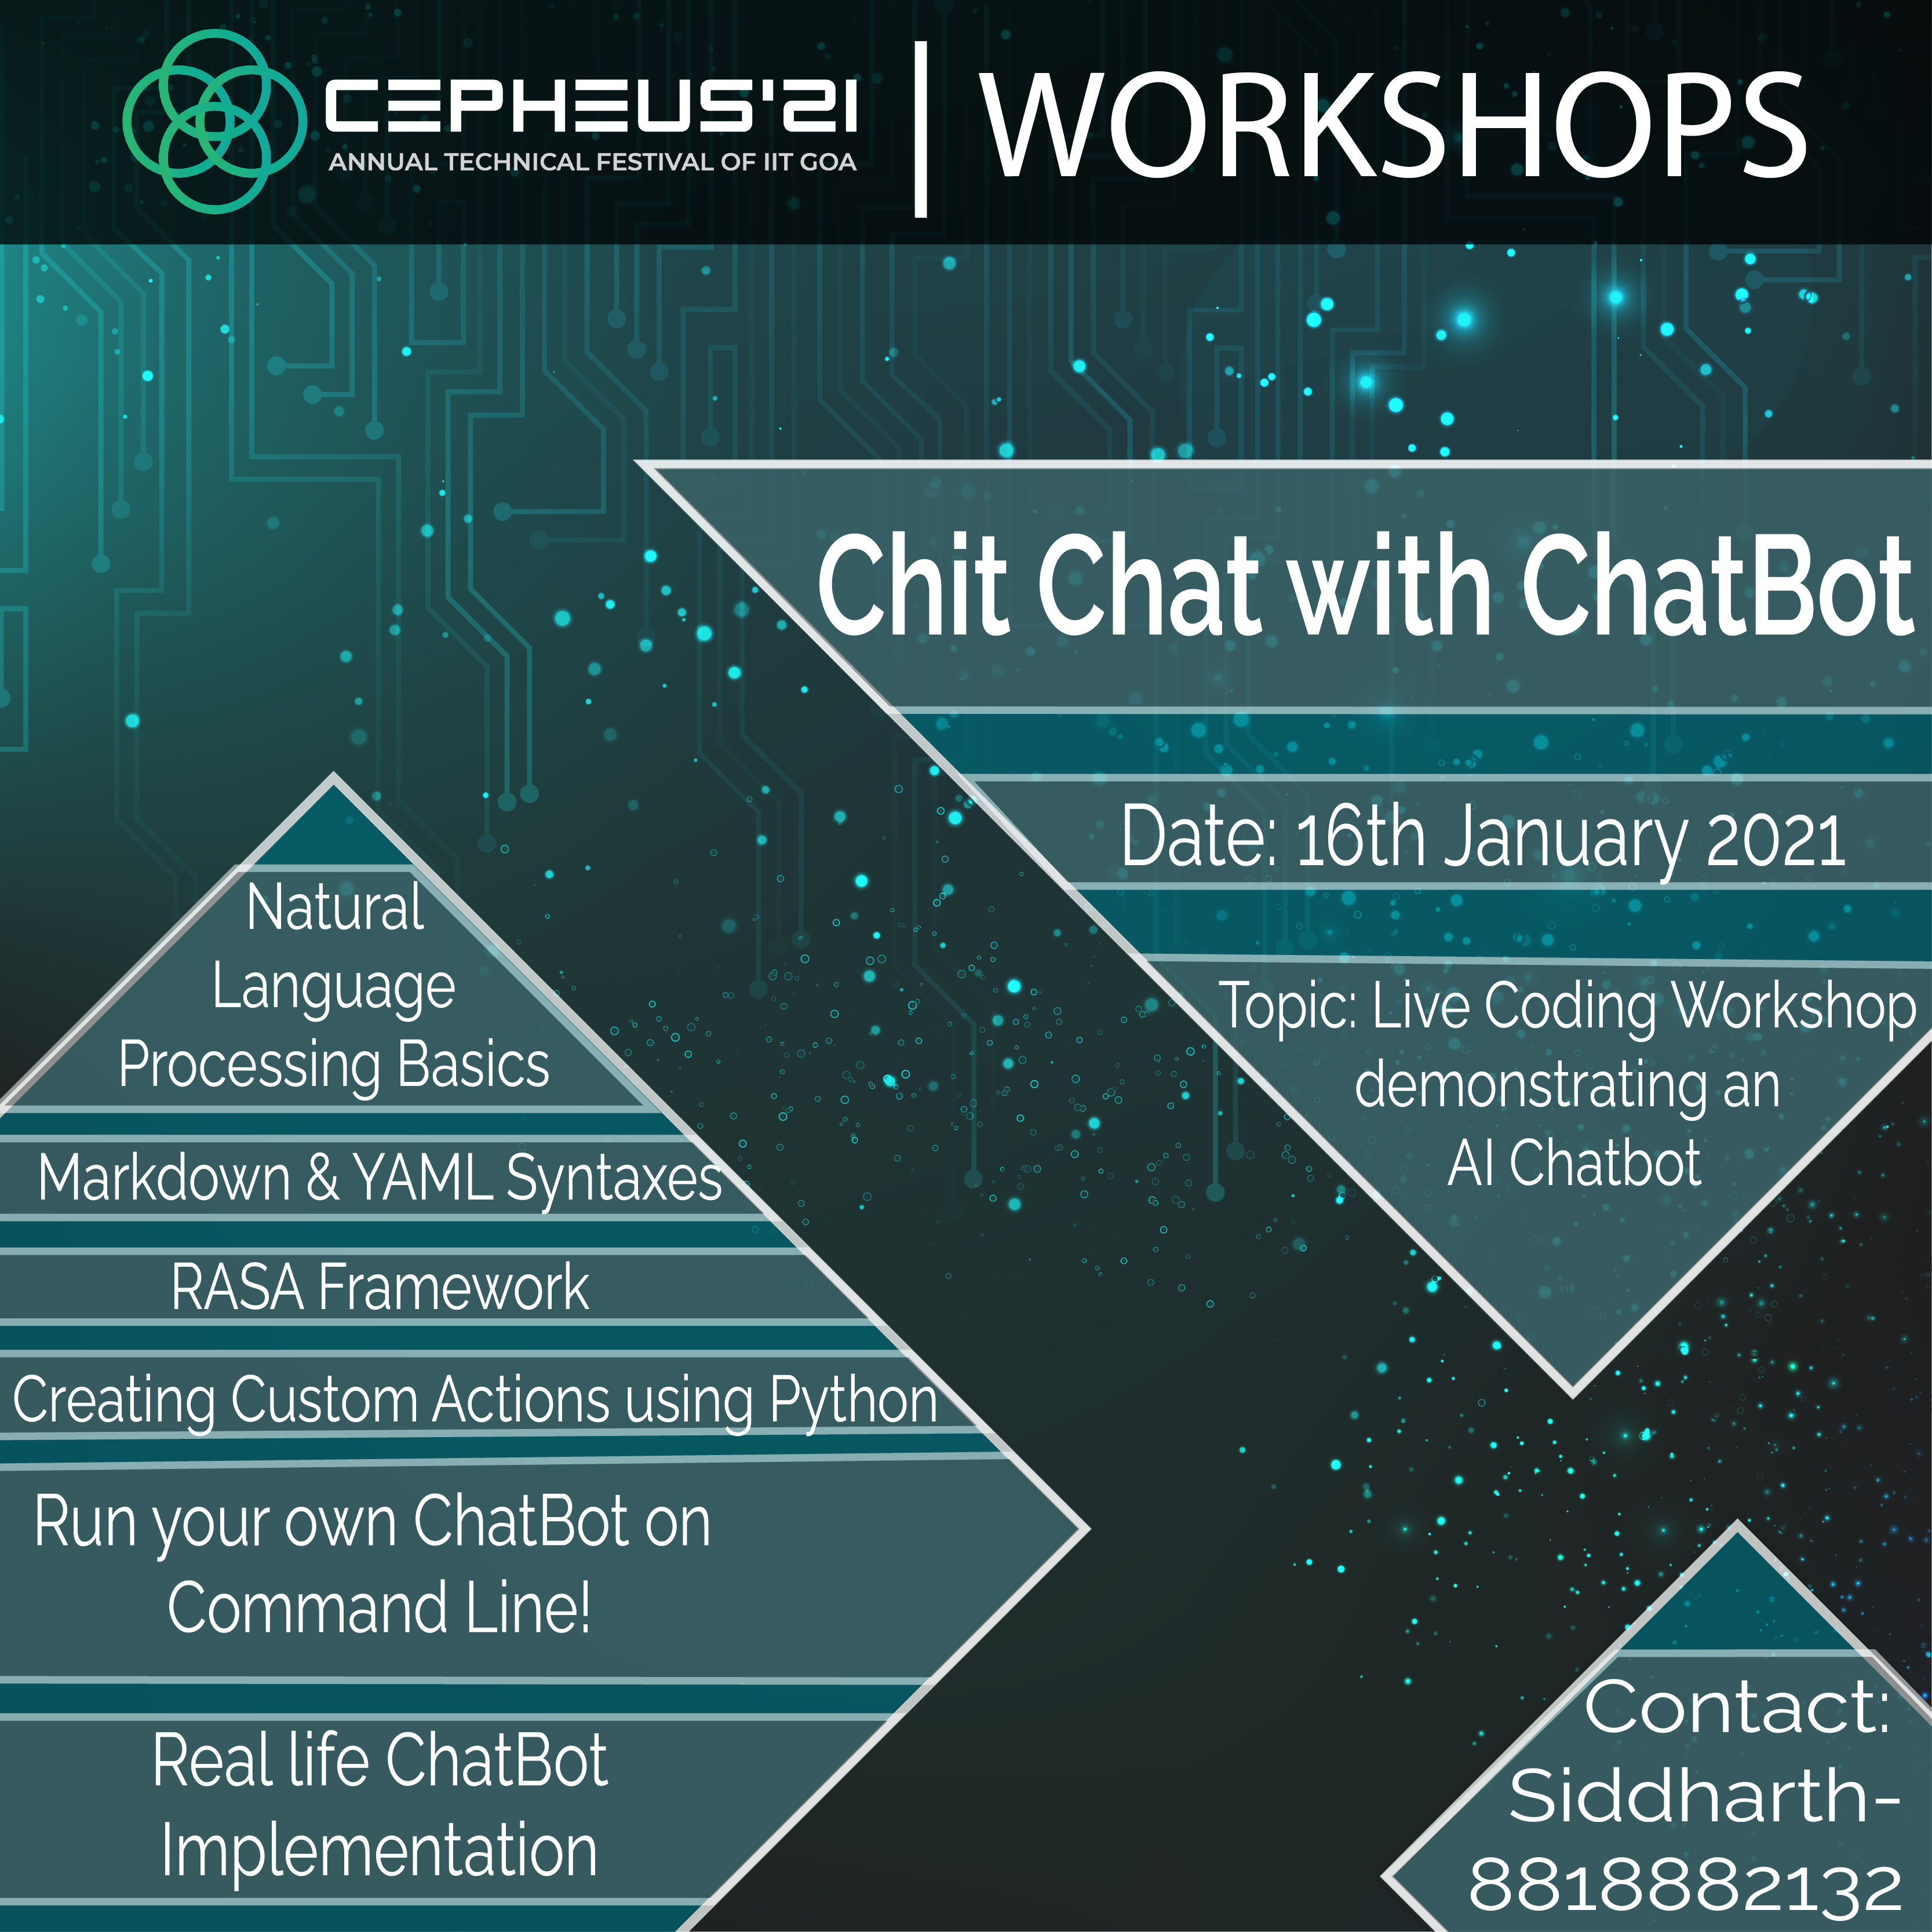 CEPHEUS'21
ANNUAL TECHNICAL FESTIVAL OF IIT GOA
WORKSHOPS
Chit Chat with ChatBot
Date: 16th January 2021
Topic: Live Coding Workshop
demonstrating an
AI Chatbot
Natural
Language
Processing Basics
Markdown & YAML Syntaxes
RASA Framework
Creating Custom Actions using Python
Run your own ChatBot on
Command Line!
Real life ChatBot
Implementation
Contact:
Siddharth-
8818882132